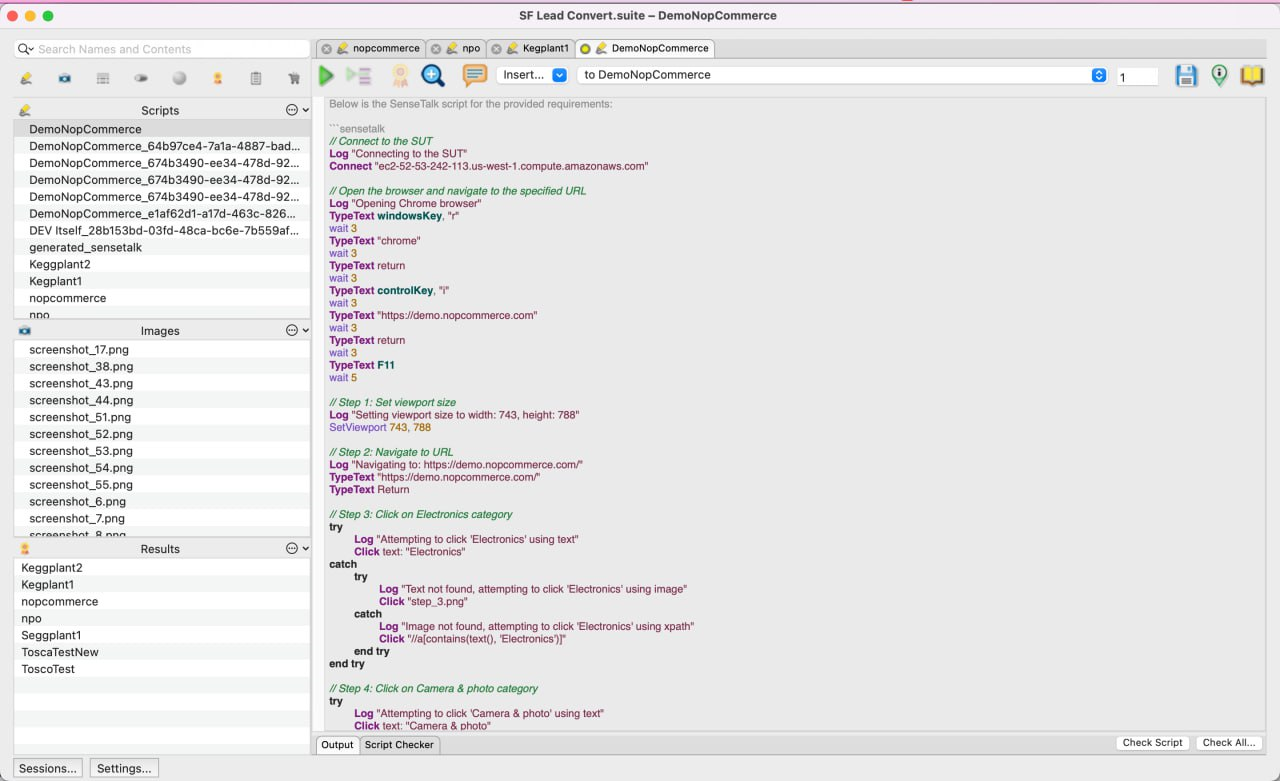 SF Lead Convert.suite – DemoNopCommerce
Search Names and Contents
nopcommerce
npo
Kegplant1
DemoNopCommerce
Insert...
to DemoNopCommerce
1
Scripts
DemoNopCommerce
DemoNopCommerce_64b97ce4-7a1a-4887-bad...
DemoNopCommerce_674b3490-ee34-478d-92...
DemoNopCommerce_674b3490-ee34-478d-92...
DemoNopCommerce_674b3490-ee34-478d-92...
DemoNopCommerce_e1af62d1-a17d-463c-826...
DEV Itself_28b153bd-03fd-48ca-bc6e-7b559af...
generated_sensetalk
Keggplant2
Kegplant1
nopcommerce
npo
Images
screenshot_17.png
screenshot_38.png
screenshot_43.png
screenshot_44.png
screenshot_51.png
screenshot_52.png
screenshot_53.png
screenshot_54.png
screenshot_55.png
screenshot_6.png
screenshot_7.png
screenshot_8.png
Results
Keggplant2
Kegplant1
nopcommerce
npo
Seggplant1
ToscaTestNew
ToscoTest
Sessions...
Settings...
Below is the SenseTalk script for the provided requirements:
```sensetalk
// Connect to the SUT
Log "Connecting to the SUT"
Connect "ec2-52-53-242-113.us-west-1.compute.amazonaws.com"
// Open the browser and navigate to the specified URL
Log "Opening Chrome browser"
TypeText windowsKey, "r"
wait 3
TypeText "chrome"
wait 3
TypeText return
wait 3
TypeText controlKey, "l"
wait 3
TypeText "https://demo.nopcommerce.com"
wait 3
TypeText return
wait 3
TypeText F11
wait 5
// Step 1: Set viewport size
Log "Setting viewport size to width: 743, height: 788"
SetViewport 743, 788
// Step 2: Navigate to URL
Log "Navigating to: https://demo.nopcommerce.com/"
TypeText "https://demo.nopcommerce.com/"
TypeText Return
// Step 3: Click on Electronics category
try
Log "Attempting to click 'Electronics' using text"
Click text: "Electronics"
catch
try
Log "Text not found, attempting to click 'Electronics' using image"
Click "step_3.png"
catch
Log "Image not found, attempting to click 'Electronics' using xpath"
Click "//a[contains(text(), 'Electronics')]"
end try
end try
// Step 4: Click on Camera & photo category
try
Log "Attempting to click 'Camera & photo' using text"
Click text: "Camera & photo"
Output
Script Checker
Check Script
Check All...